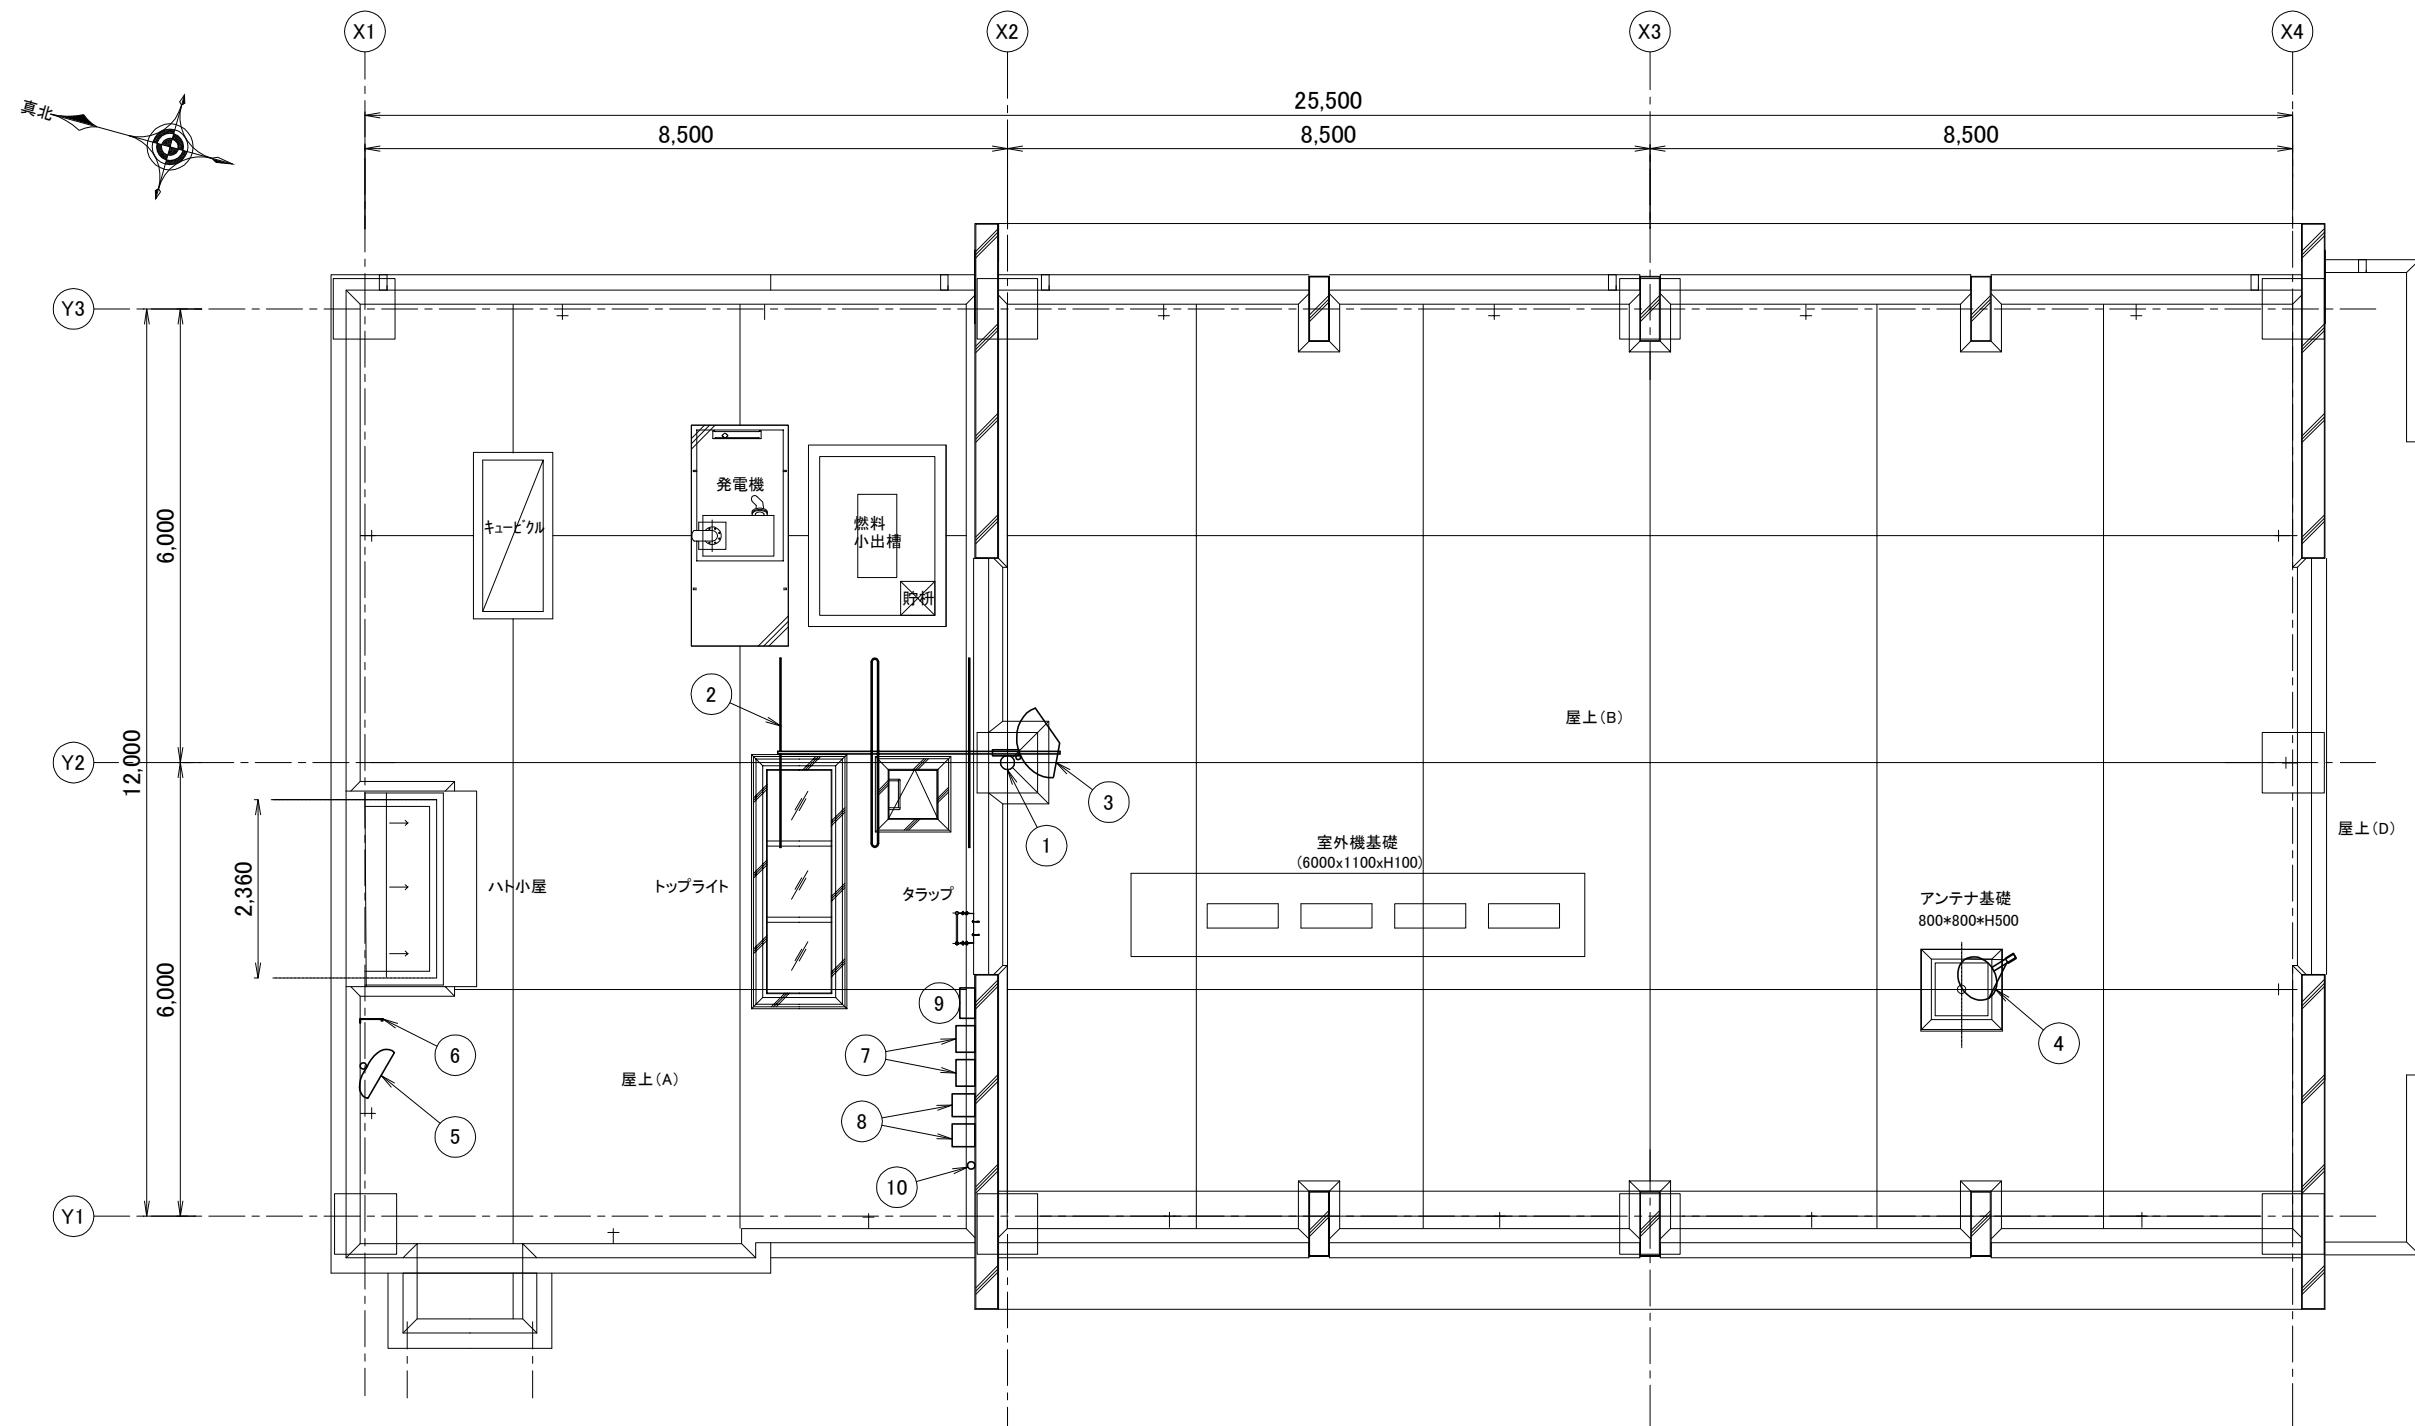 X1
X2
X3
X4
真北
25,500
8,500
8,500
8,500
Y3
Y2
Y1
6,000
12,000
6,000
2,360
キュービクル
発電機
燃料
小出槽
貯桝
2
3
1
屋上(B)
屋上(D)
室外機基礎
(6000x1100xH100)
アンテナ基礎
800*800*H500
ハト小屋
トップライト
タラップ
9
7
8
10
6
5
4
屋上(A)